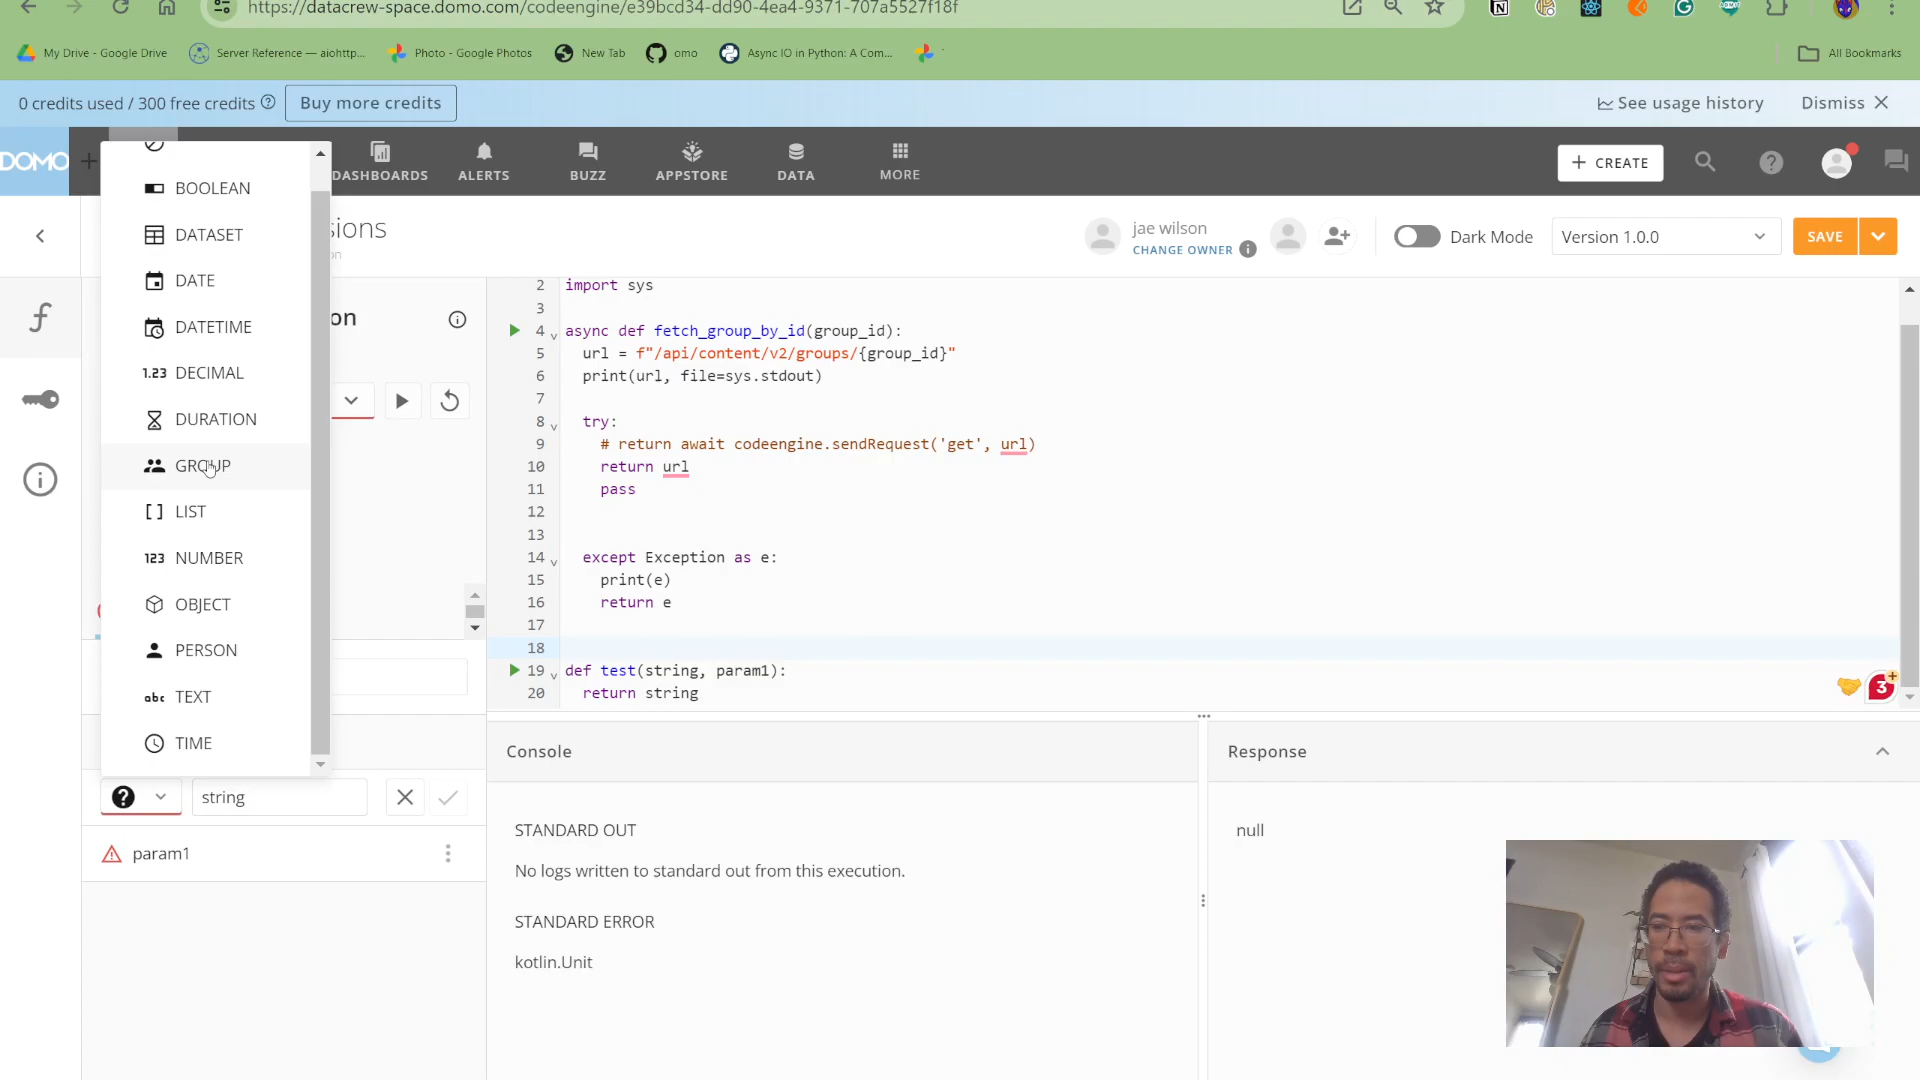 https://datacrew-space.domo.com/codeengine/e39bcd34-dd90-4ea4-9371-707a5527f18f
My Drive - Google Drive
Server Reference — aiohttp...
Photo - Google Photos
New Tab
omo
Async IO in Python: A Com...
All Bookmarks
0 credits used / 300 free credits
Buy more credits
See usage history
Dismiss
DOMO
DASHBOARDS
ALERTS
BUZZ
APPSTORE
DATA
MORE
+ CREATE
sions
on
jae wilson
CHANGE OWNER
Dark Mode
Version 1.0.0
SAVE
on
BOOLEAN
DATASET
DATE
DATETIME
1.23 DECIMAL
DURATION
GROUP
[ ] LIST
123 NUMBER
OBJECT
PERSON
abc TEXT
TIME
string
param1
2 import sys
3
4 async def fetch_group_by_id(group_id):
5 url = f"/api/content/v2/groups/{group_id}"
6 print(url, file=sys.stdout)
7
8 try:
9 # return await codeengine.sendRequest('get', url)
10 return url
11 pass
12
13
14 except Exception as e:
15 print(e)
16 return e
17
18
19 def test(string, param1):
20 return string
3
Console
STANDARD OUT
No logs written to standard out from this execution.
STANDARD ERROR
kotlin.Unit
Response
null